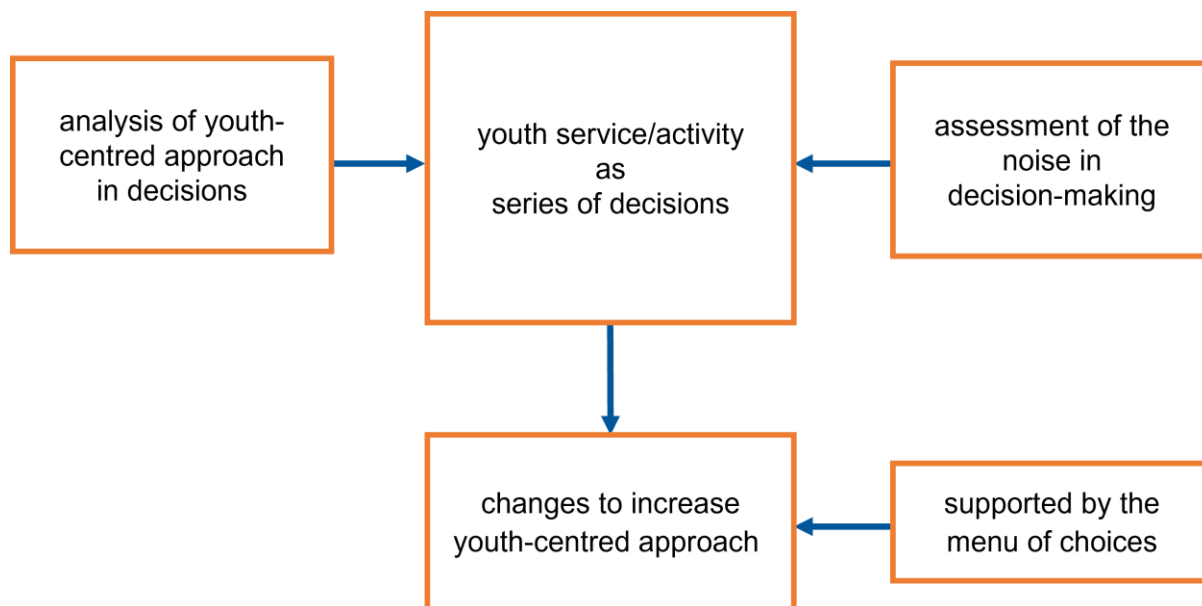 analysis of youth-
centred approach
in decisions
youth service/activity
as
series of decisions
assessment of the
noise in
decision-making
changes to increase
youth-centred approach
supported by the
menu of choices